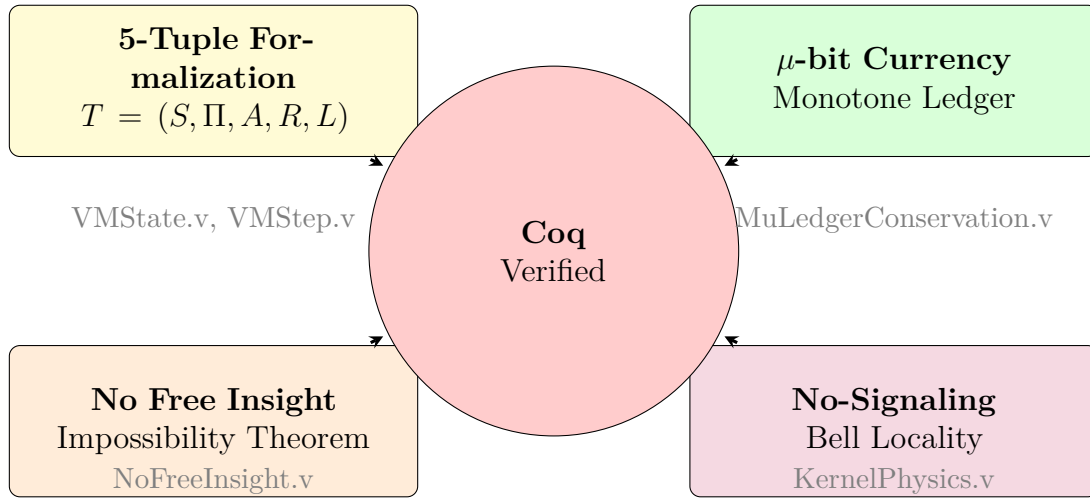 5-Tuple For-
malization
T = (S, Π, A, R, L)
μ-bit Currency
Monotone Ledger
VMState.v, VMStep.v
MuLedgerConservation.v
Coq
Verified
No Free Insight
Impossibility Theorem
NoFreeInsight.v
No-Signaling
Bell Locality
KernelPhysics.v